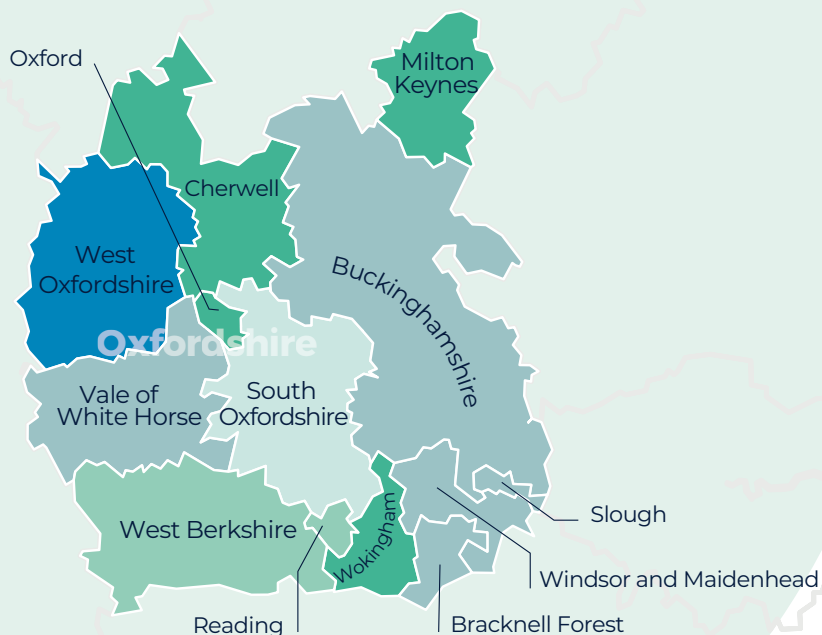 Oxford
Milton
Keynes
Cherwell
West
Oxfordshire
Buckinghamshire
Oxfordshire
Vale of
White Horse
South
Oxfordshire
West Berkshire
Wokingham
Slough
Windsor and Maidenhead
Reading
Bracknell Forest